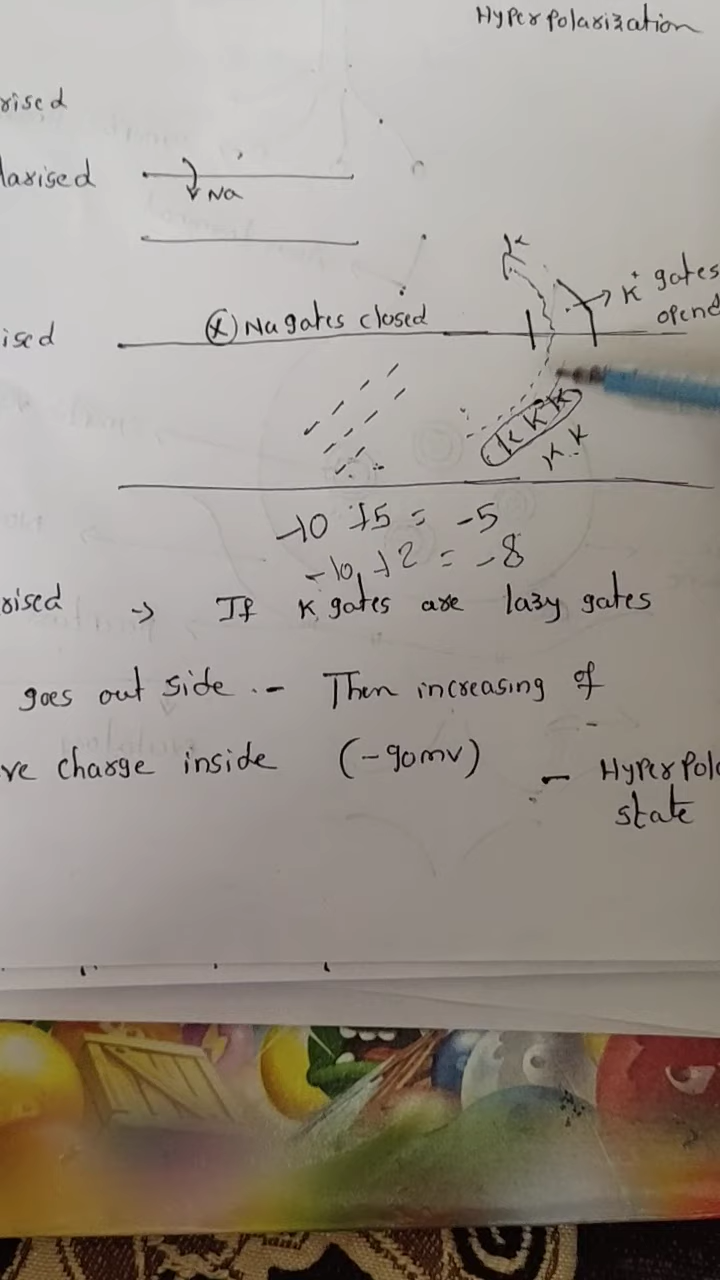 Hyperpolarization
rised
larised
Na
K
K+ gates
opend
ised
(x) Na gates closed
K K K
K K
-10 +5 = -5
-10 +2 = -8
rised → If K gates are lazy gates
goes out side .- Then increasing of
ve charge inside (-90mv) - Hyperpola
state